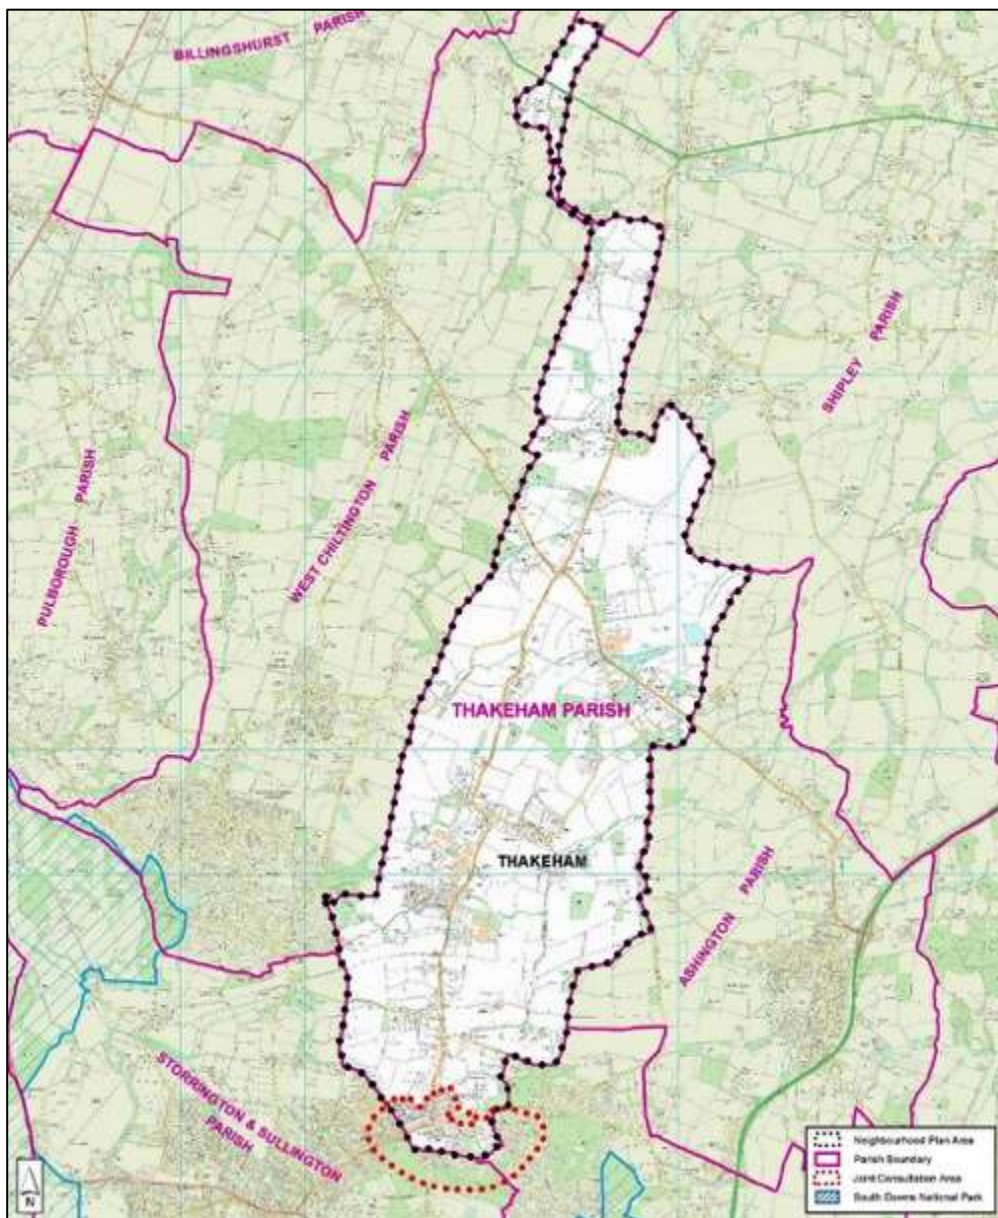 BILLINGSHURST PARISH
SHIPLEY PARISH
PULBOROUGH PARISH
WEST CHILTINGTON PARISH
THAKEHAM PARISH
THAKEHAM
ASHINGTON PARISH
STORRINGTON & SULLINGTON
PARISH
N
Neighbourhood Plan Area
Parish Boundary
Joint Consultation Area
South Downs National Park